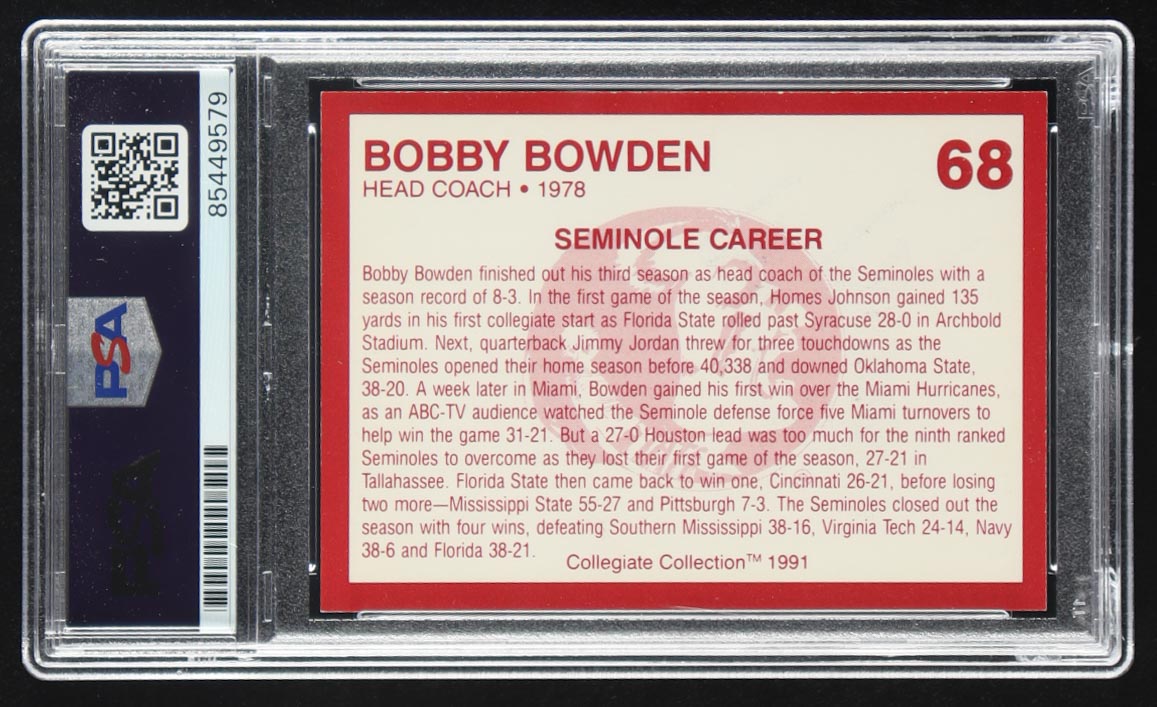 BOBBY BOWDEN
68
HEAD COACH • 1978
SEMINOLE CAREER
Bobby Bowden finished out his third season as head coach of the Seminoles with a
season record of 8-3. In the first game of the season, Homes Johnson gained 135
yards in his first collegiate start as Florida State rolled past Syracuse 28-0 in Archbold
Stadium. Next, quarterback Jimmy Jordan threw for three touchdowns as the
Seminoles opened their home season before 40,338 and downed Oklahoma State,
38-20. A week later in Miami, Bowden gained his first win over the Miami Hurricanes,
as an ABC-TV audience watched the Seminole defense force five Miami turnovers to
help win the game 31-21. But a 27-0 Houston lead was too much for the ninth ranked
Seminoles to overcome as they lost their first game of the season, 27-21 in
Tallahassee. Florida State then came back to win one, Cincinnati 26-21, before losing
two more—Mississippi State 55-27 and Pittsburgh 7-3. The Seminoles closed out the
season with four wins, defeating Southern Mississippi 38-16, Virginia Tech 24-14, Navy
38-6 and Florida 38-21.
Collegiate Collection™ 1991
85449579
PSA
PSA